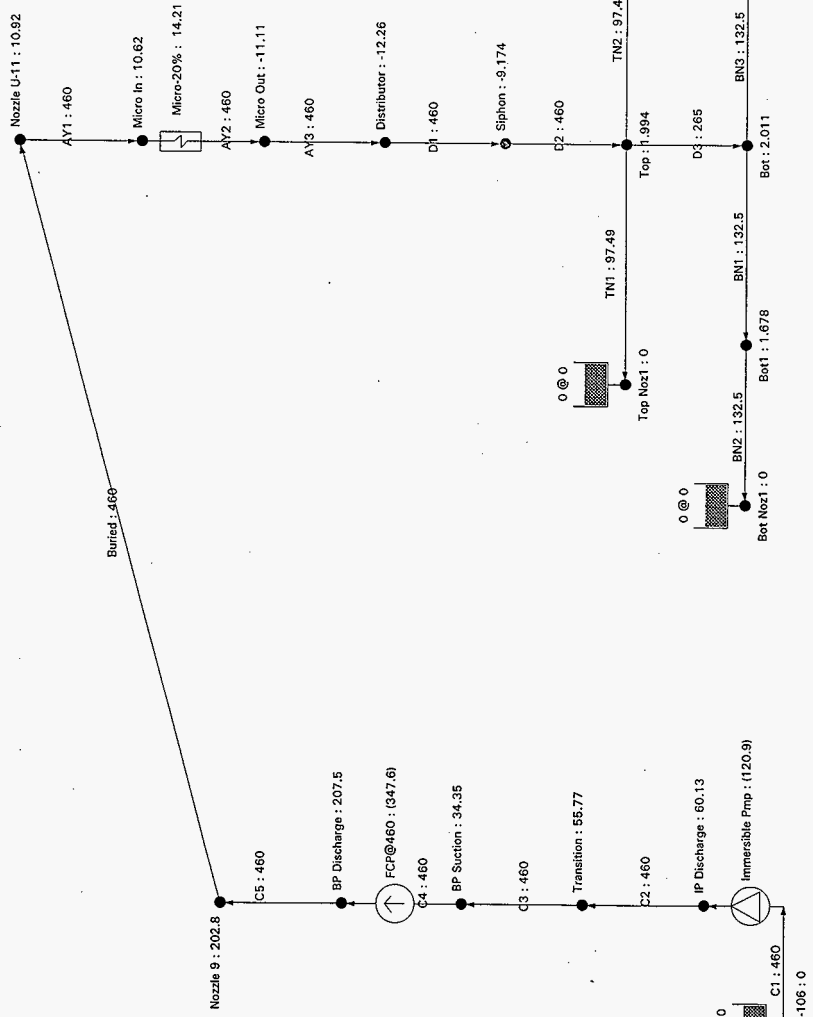 Nozzle U-11 : 10.92
AY1 : 460
Micro In : 10.62
Micro-20% : 14.21
AY2 : 460
Micro Out : -11.11
AY3 : 460
Distributor : -12.26
D1 : 460
Siphon : -9.174
D2 : 460
TN2 : 97.4
Top : 1.994
D3 : 265
BN3 : 132.5
Bot : 2.011
TN1 : 97.49
BN1 : 132.5
0 @ 0
Top Noz1 : 0
Bot1 : 1.678
BN2 : 132.5
0 @ 0
Bot Noz1 : 0
Buried : 460
Nozzle 9 : 202.8
C5 : 460
BP Discharge : 207.5
FCP@460 : (347.6)
C4 : 460
BP Suction : 34.35
C3 : 460
Transition : 55.77
C2 : 460
IP Discharge : 60.13
Immersible Pmp : (120.9)
C1 : 460
0
-106 : 0